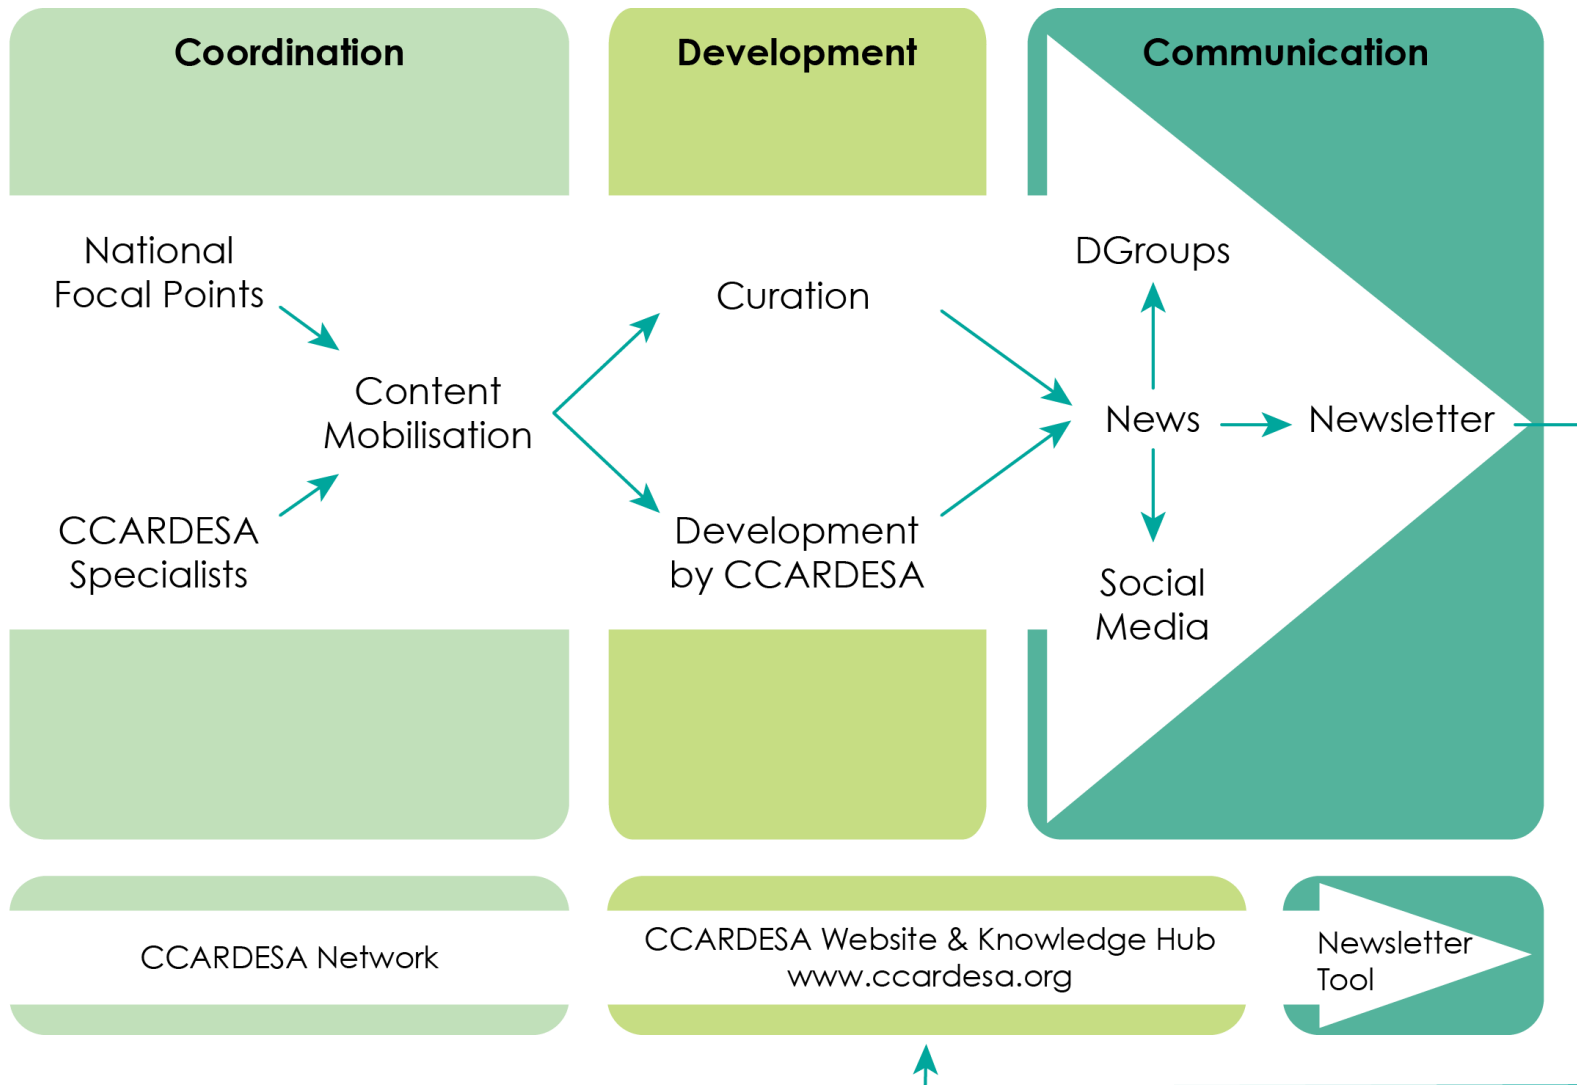 Coordination
Development
Communication
National
Focal Points
Content
Mobilisation
CCARDESA
Specialists
Curation
Development
by CCARDESA
DGroups
News
Newsletter
Social
Media
CCARDESA Network
CCARDESA Website & Knowledge Hub
www.ccardesa.org
Newsletter
Tool